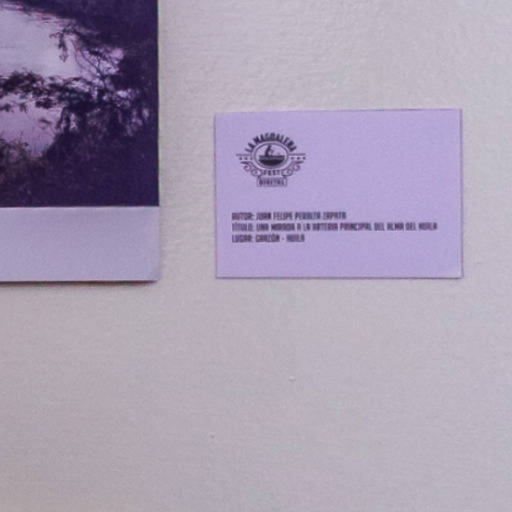 LA MAGDALENA
FEST
DIGITAL
AUTOR: JUAN FELIPE PERALTA ZAPATA
TÍTULO: UNA MIRADA A LA ARTERIA PRINCIPAL DEL ALMA DEL HUILA
LUGAR: GARZÓN - HUILA